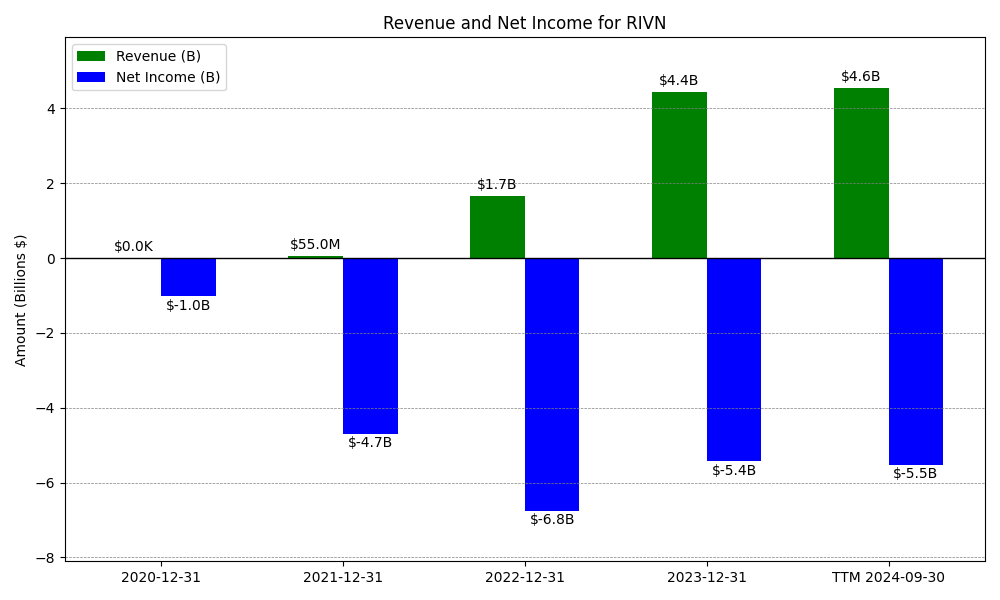 Revenue and Net Income for RIVN
Revenue (B)
Net Income (B)
Amount (Billions $)
4
2
0
−2
−4
−6
−8
$0.0K
$55.0M
$1.7B
$4.4B
$4.6B
$-1.0B
$-4.7B
$-6.8B
$-5.4B
$-5.5B
2020-12-31
2021-12-31
2022-12-31
2023-12-31
TTM 2024-09-30